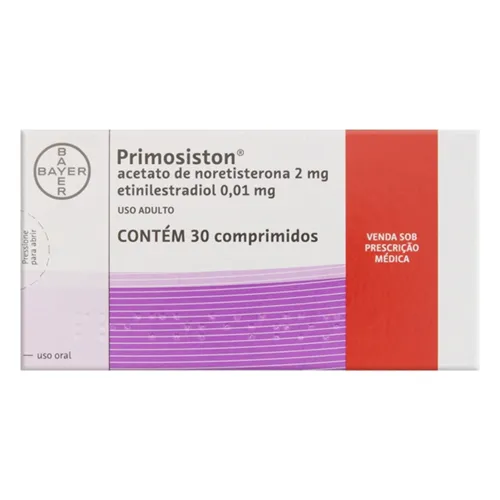 BAYER
BAYER
Primosiston®
acetato de noretisterona 2 mg
etinilestradiol 0,01 mg
USO ADULTO
CONTÉM 30 comprimidos
VENDA SOB
PRESCRIÇÃO
MÉDICA
Pressione
para abrir
uso oral